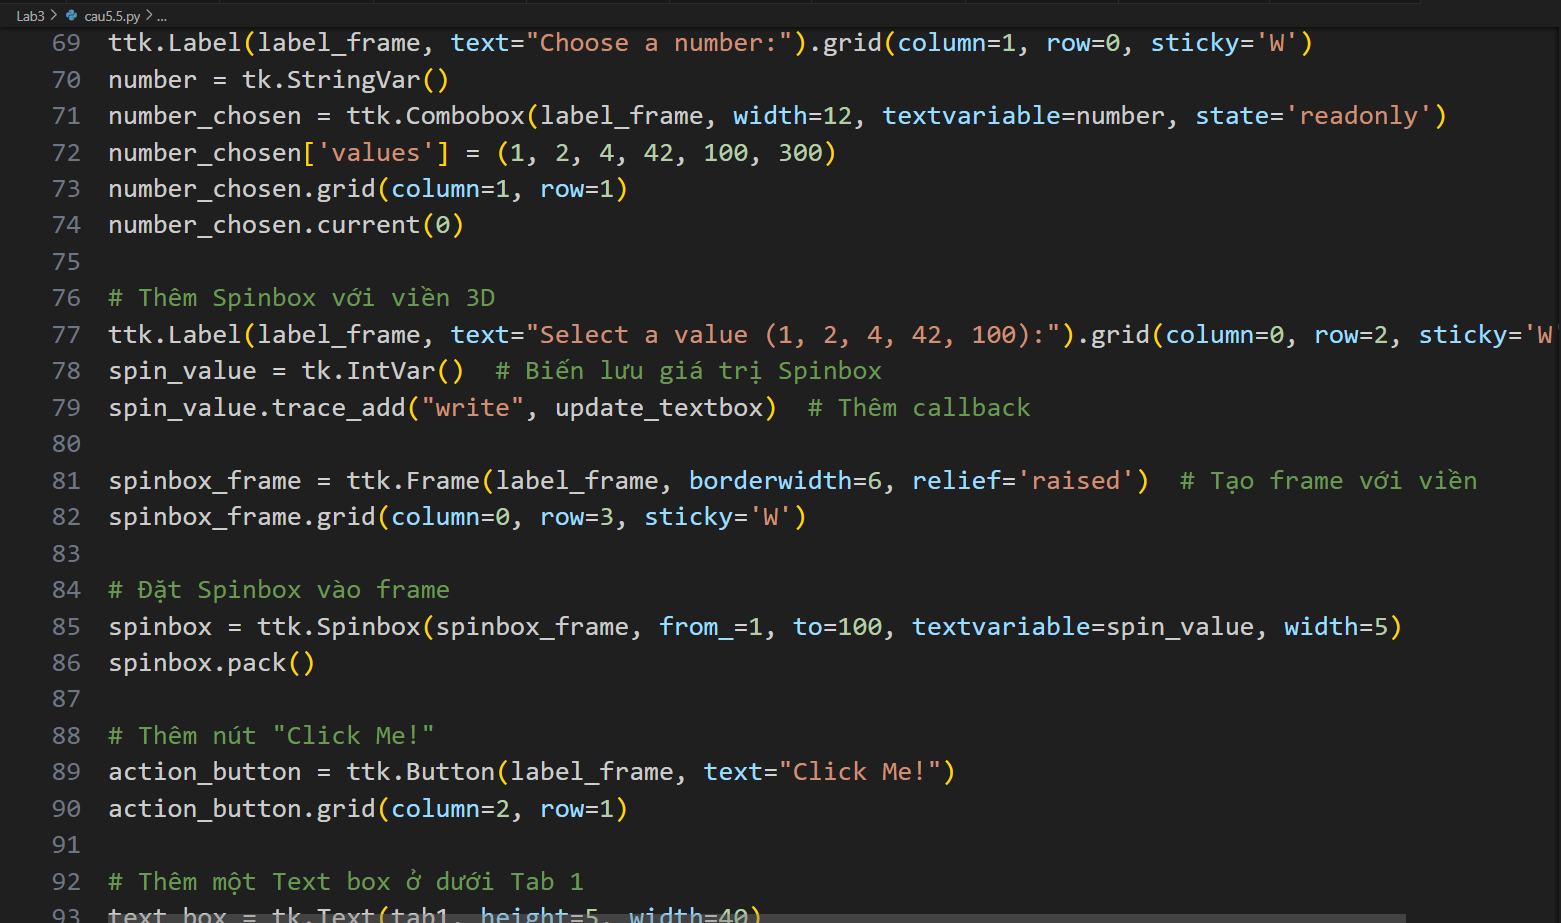 Lab3 > cau5.5.py > ...
69 ttk.Label(label_frame, text="Choose a number:").grid(column=1, row=0, sticky='W')
70 number = tk.StringVar()
71 number_chosen = ttk.Combobox(label_frame, width=12, textvariable=number, state='readonly')
72 number_chosen['values'] = (1, 2, 4, 42, 100, 300)
73 number_chosen.grid(column=1, row=1)
74 number_chosen.current(0)
75
76 # Thêm Spinbox với viền 3D
77 ttk.Label(label_frame, text="Select a value (1, 2, 4, 42, 100):").grid(column=0, row=2, sticky='W'
78 spin_value = tk.IntVar()  # Biến lưu giá trị Spinbox
79 spin_value.trace_add("write", update_textbox)  # Thêm callback
80
81 spinbox_frame = ttk.Frame(label_frame, borderwidth=6, relief='raised')  # Tạo frame với viền
82 spinbox_frame.grid(column=0, row=3, sticky='W')
83
84 # Đặt Spinbox vào frame
85 spinbox = ttk.Spinbox(spinbox_frame, from_=1, to=100, textvariable=spin_value, width=5)
86 spinbox.pack()
87
88 # Thêm nút "Click Me!"
89 action_button = ttk.Button(label_frame, text="Click Me!")
90 action_button.grid(column=2, row=1)
91
92 # Thêm một Text box ở dưới Tab 1
93 text_box = tk.Text(tab1, height=5, width=40)